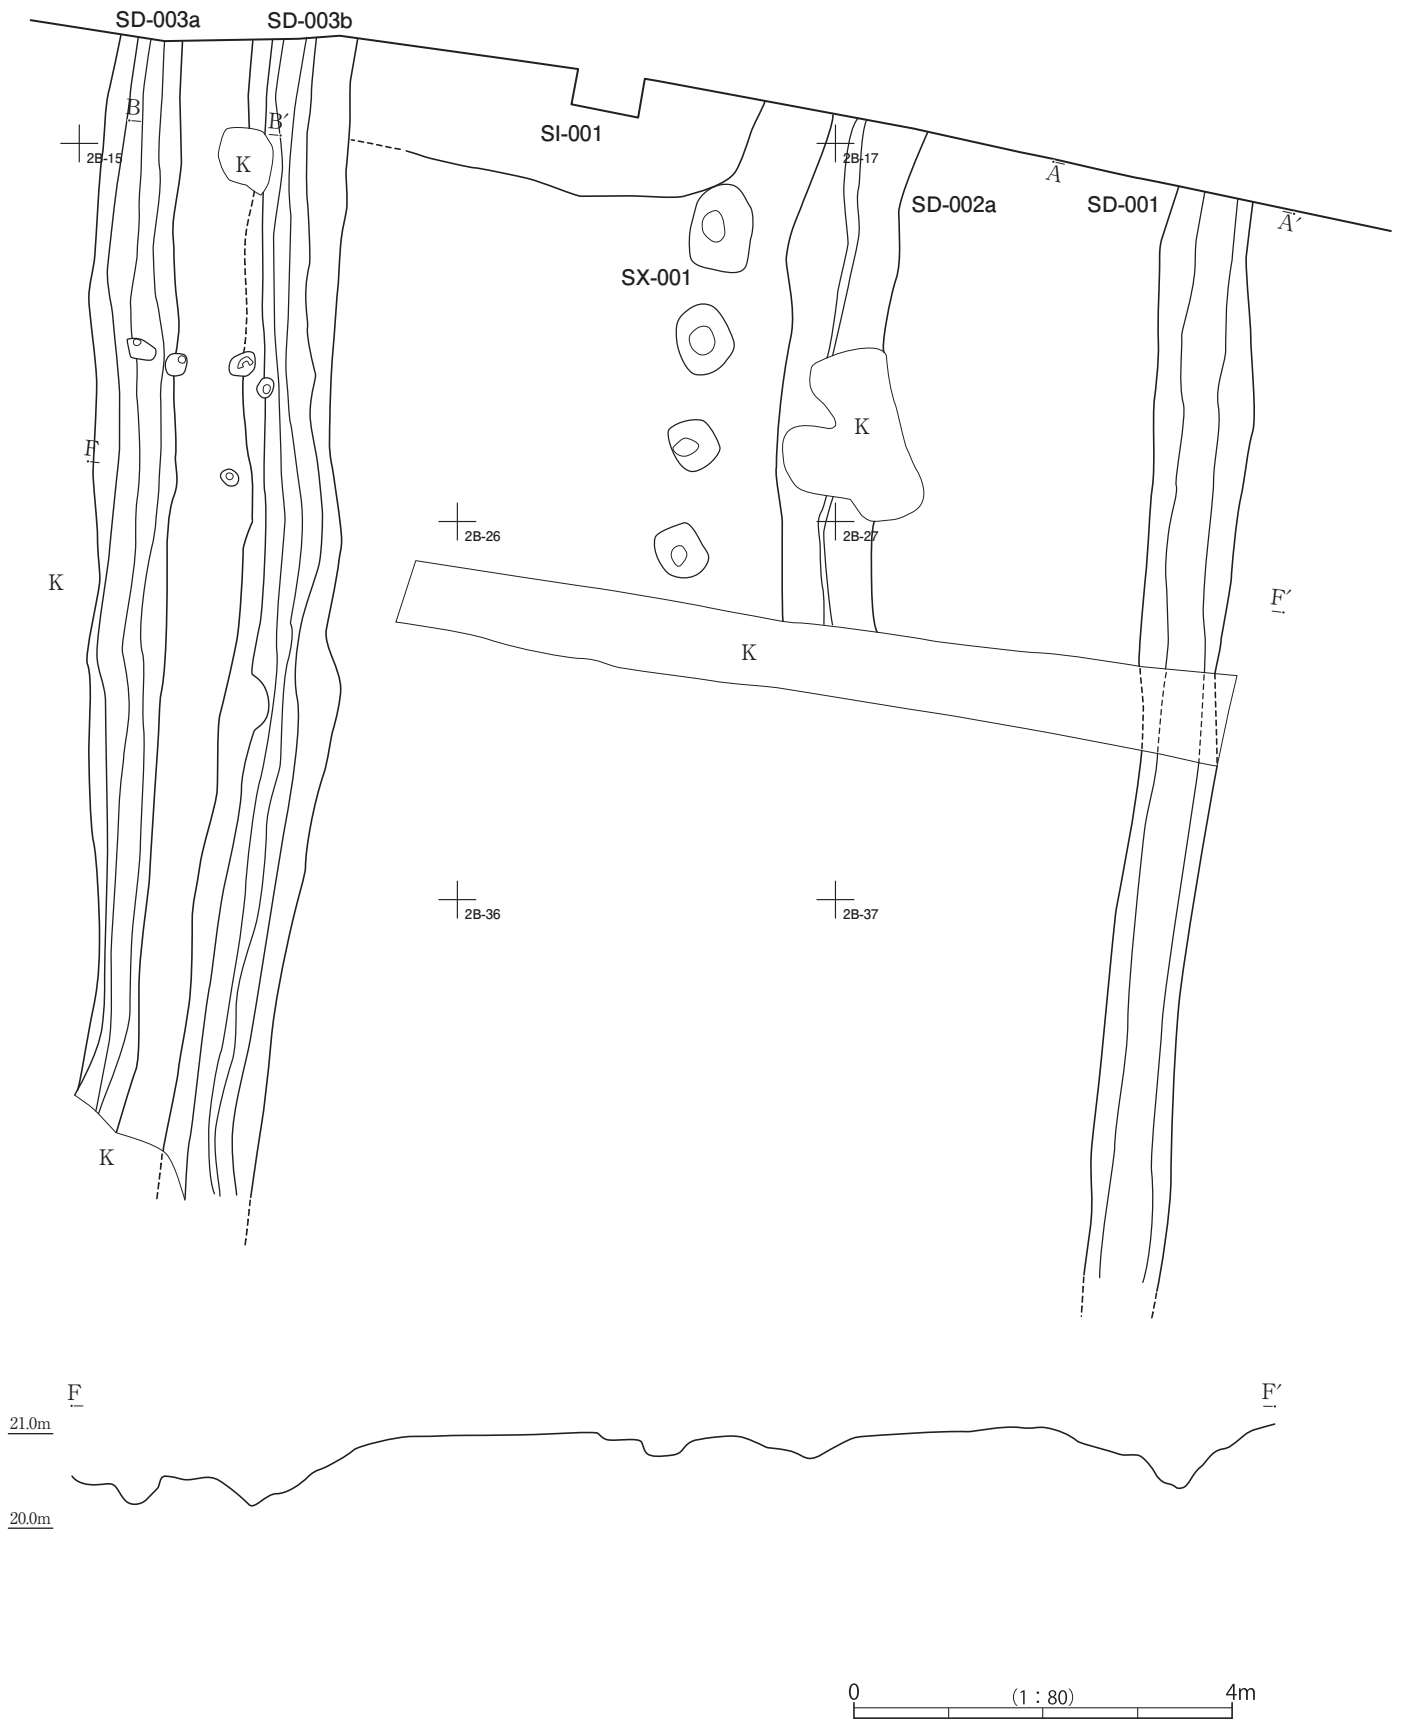 SD-003a
SD-003b
B
B′
2B-15
K
SI-001
2B-17
A
A′
SD-002a
SD-001
SX-001
K
F
2B-26
2B-27
K
F′
K
2B-36
2B-37
K
F
F′
21.0m
20.0m
0
(1：80)
4m